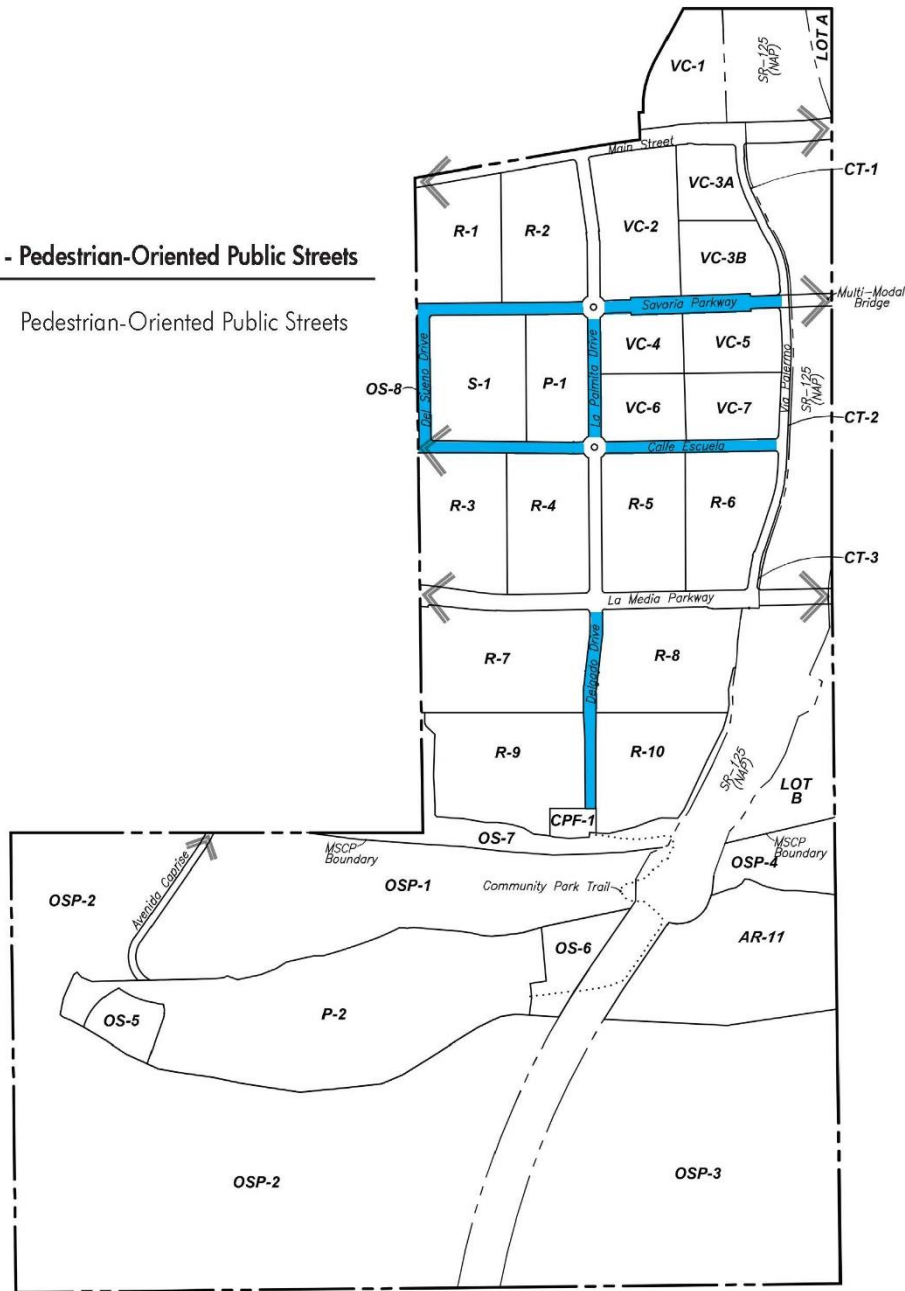 LOT A
SR-125
(NAP)
VC-1
Main Street
CT-1
VC-3A
R-1
R-2
VC-2
- Pedestrian-Oriented Public Streets
VC-3B
Multi-Modal
Bridge
Savaria Parkway
Pedestrian-Oriented Public Streets
VC-4
VC-5
La Palmita Drive
Via Palermo
Del Sueno Drive
OS-8
S-1
P-1
SR-125
(NAP)
VC-6
VC-7
CT-2
Calle Escuela
R-3
R-4
R-5
R-6
CT-3
La Media Parkway
R-7
Delgado Drive
R-8
R-9
R-10
SR-125
(NAP)
LOT
B
CPF-1
OS-7
MSCP
Boundary
MSCP
Boundary
OSP-4
Avenida Caprise
OSP-2
OSP-1
Community Park Trail
AR-11
OS-6
P-2
OS-5
OSP-2
OSP-3